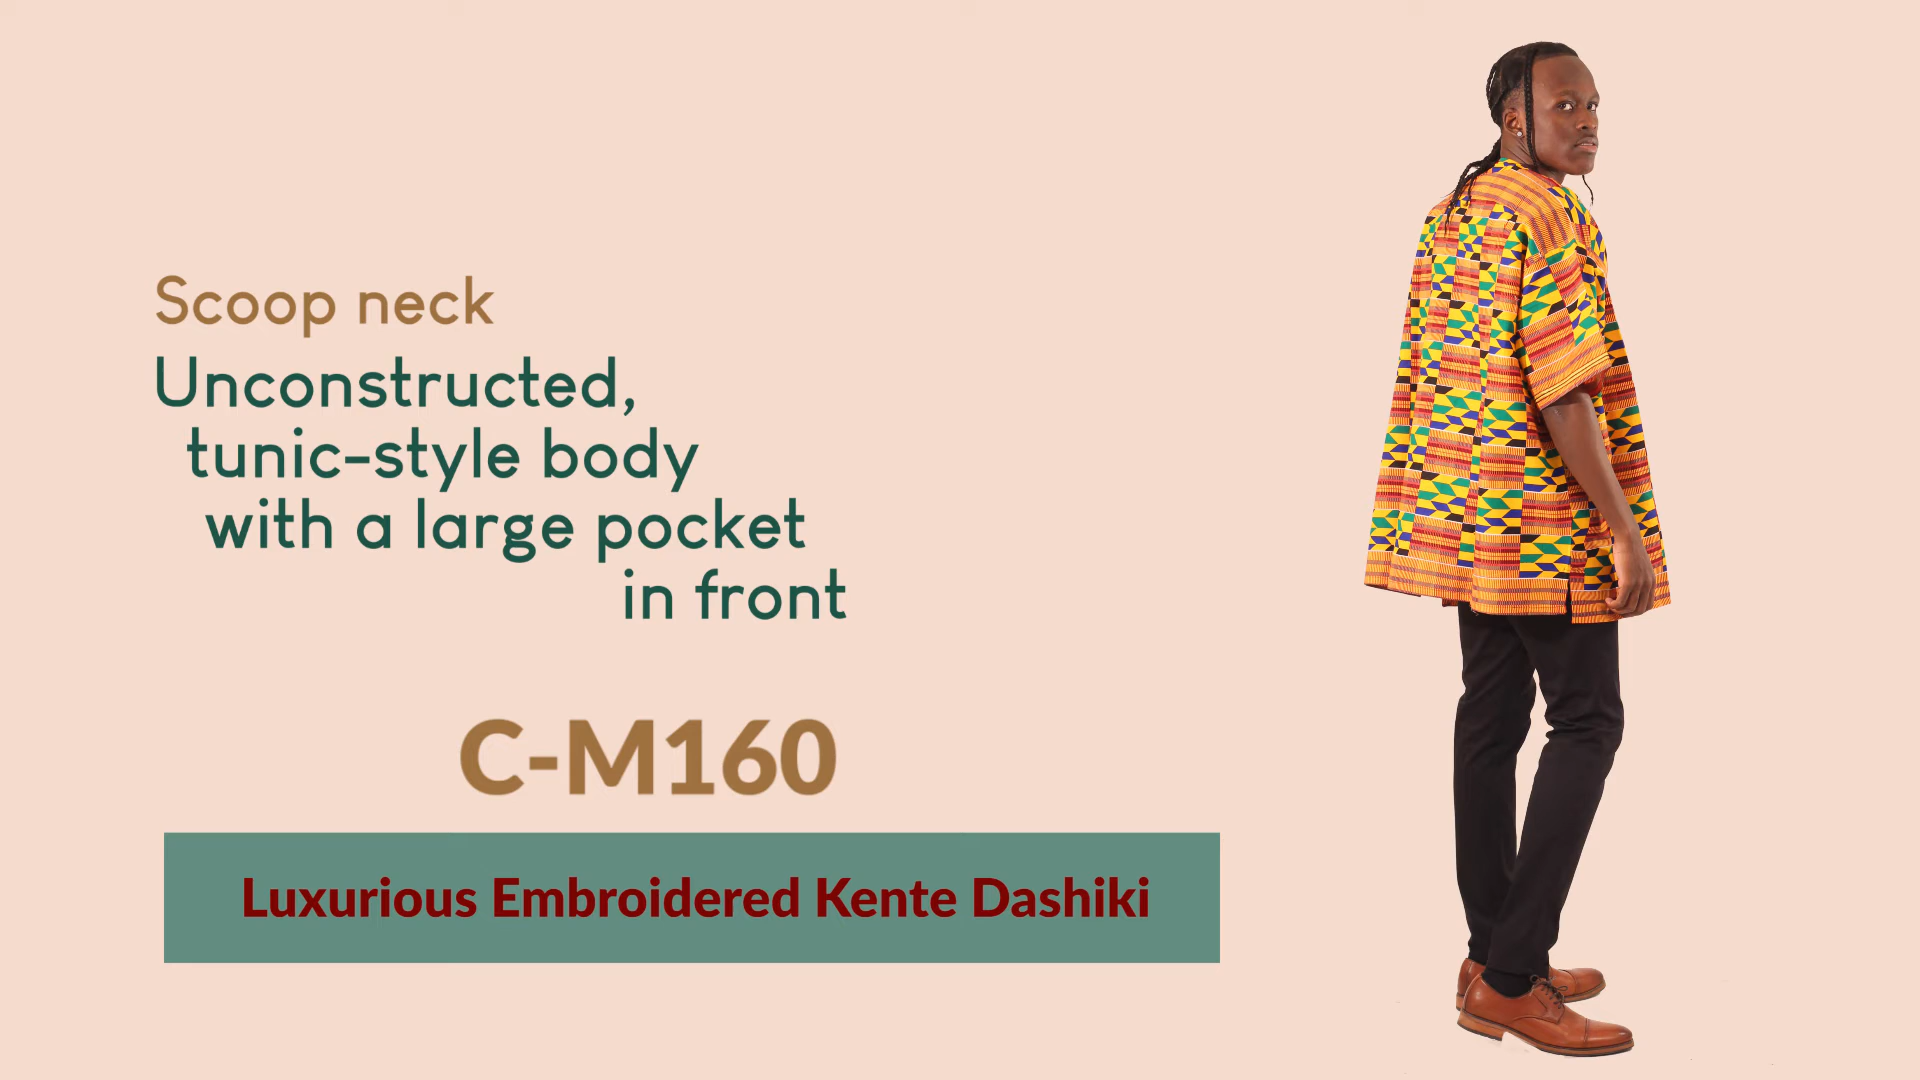 Scoop neck
Unconstructed,
tunic-style body
with a large pocket
in front
C-M160
Luxurious Embroidered Kente Dashiki